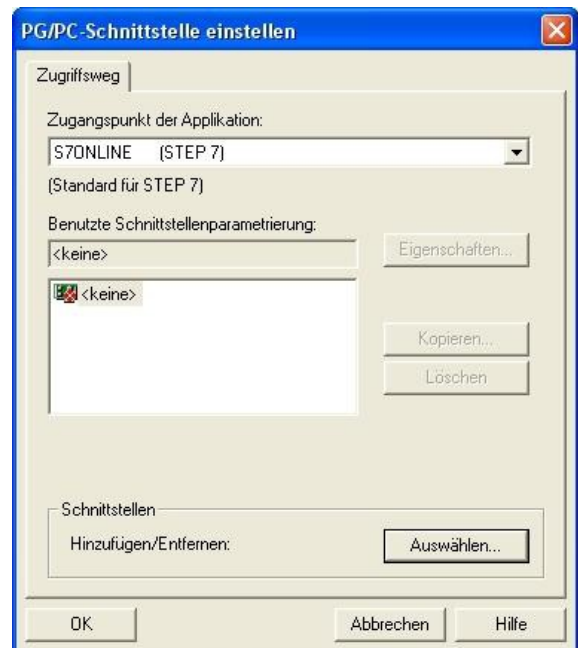 PG/PC-Schnittstelle einstellen
Zugriffsweg
Zugangspunkt der Applikation:
S7ONLINE (STEP 7)
(Standard für STEP 7)
Benutzte Schnittstellenparametrierung:
<keine>
Eigenschaften...
<keine>
Kopieren...
Löschen
Schnittstellen
Hinzufügen/Entfernen:
Auswählen...
OK
Abbrechen
Hilfe